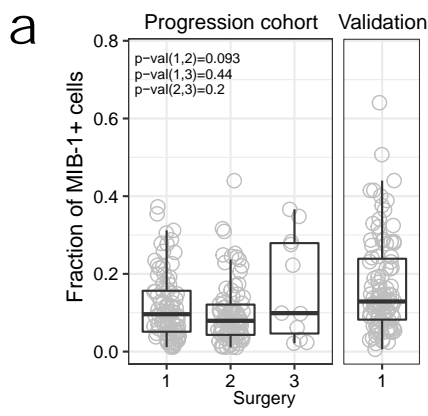 a
Progression cohort
Validation
p-val(1,2)=0.093
p-val(1,3)=0.44
p-val(2,3)=0.2
Fraction of MIB-1+ cells
0.8
0.6
0.4
0.2
0.0
1 2 3
1
Surgery